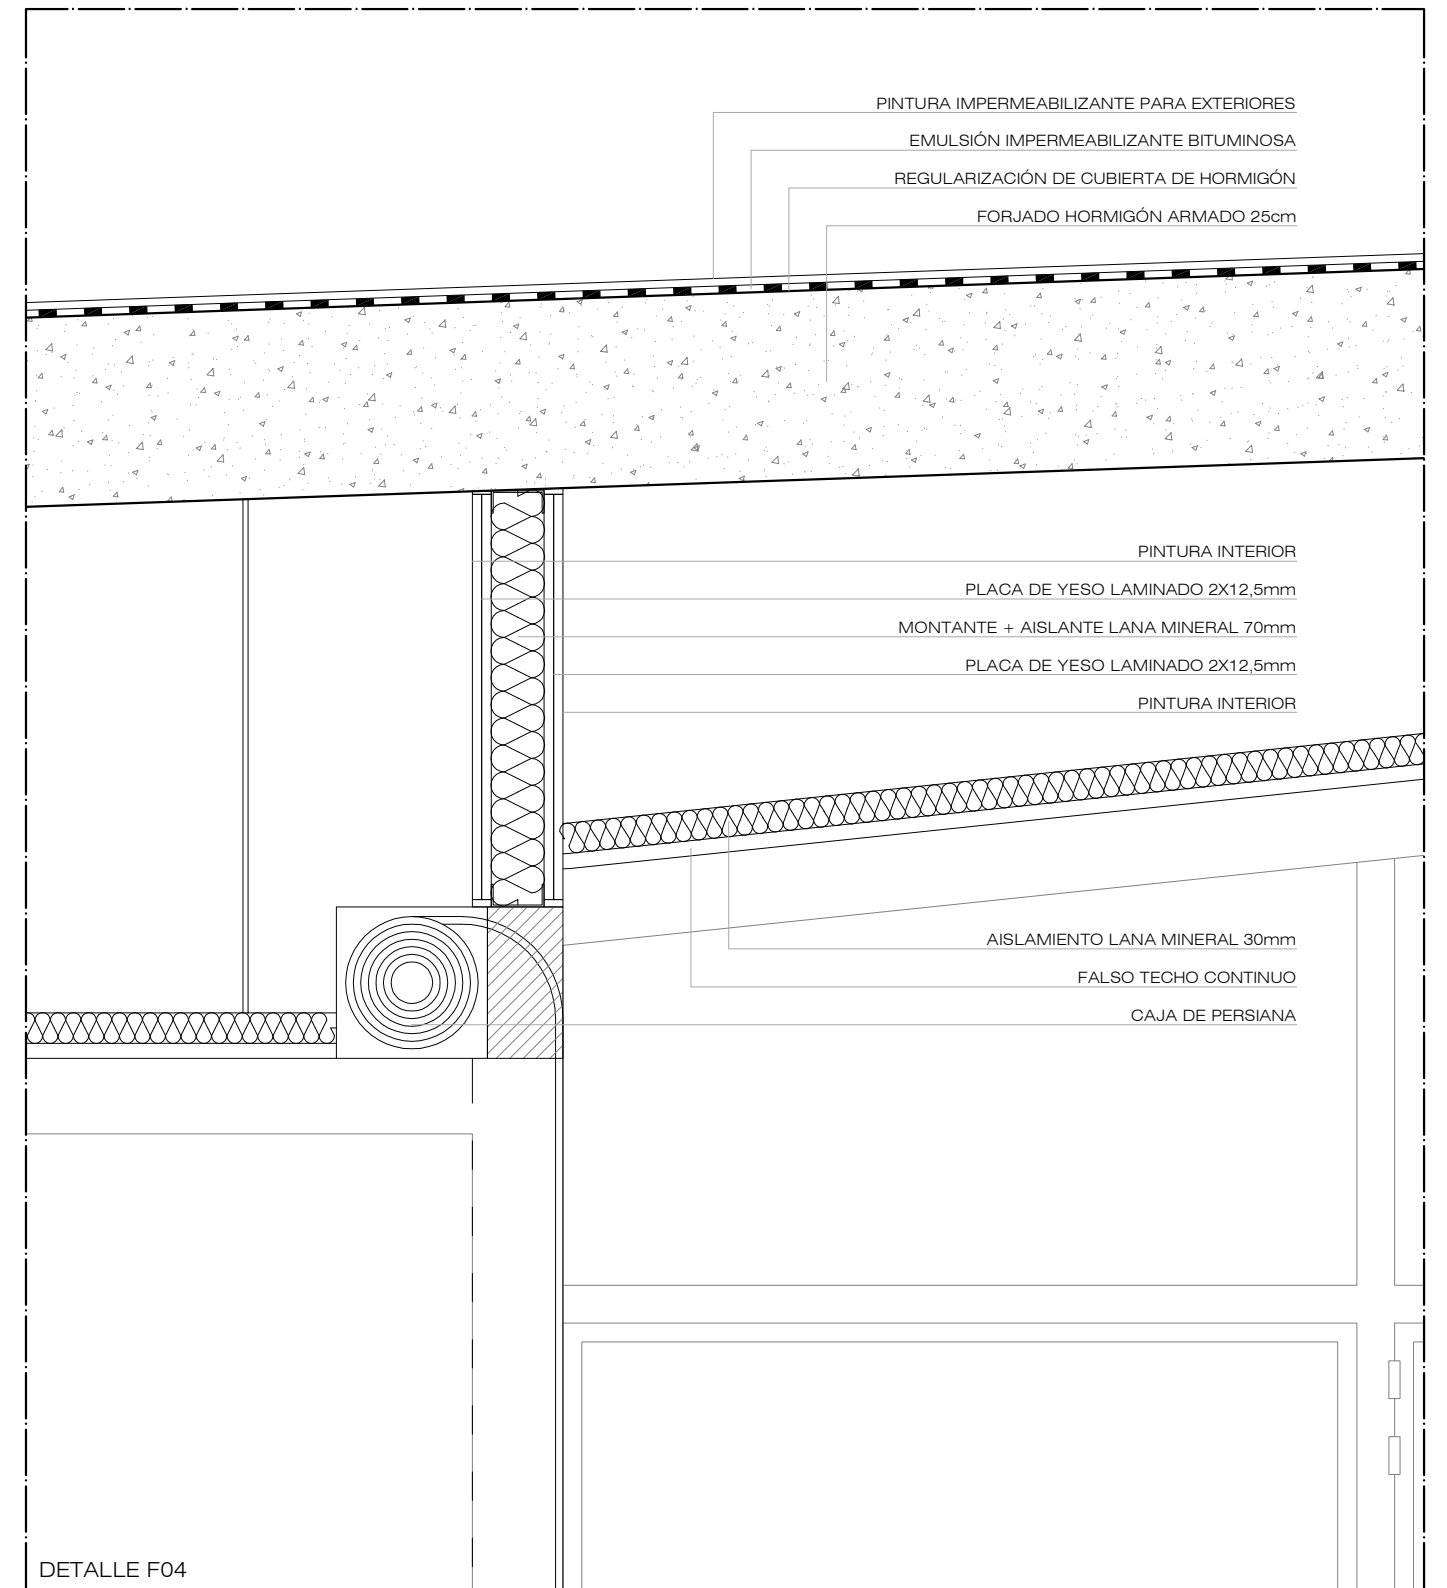 PINTURA IMPERMEABILIZANTE PARA EXTERIORES
EMULSIÓN IMPERMEABILIZANTE BITUMINOSA
REGULARIZACIÓN DE CUBIERTA DE HORMIGÓN
FORJADO HORMIGÓN ARMADO 25cm
PINTURA INTERIOR
PLACA DE YESO LAMINADO 2X12,5mm
MONTANTE + AISLANTE LANA MINERAL 70mm
PLACA DE YESO LAMINADO 2X12,5mm
PINTURA INTERIOR
AISLAMIENTO LANA MINERAL 30mm
FALSO TECHO CONTINUO
CAJA DE PERSIANA
DETALLE F04